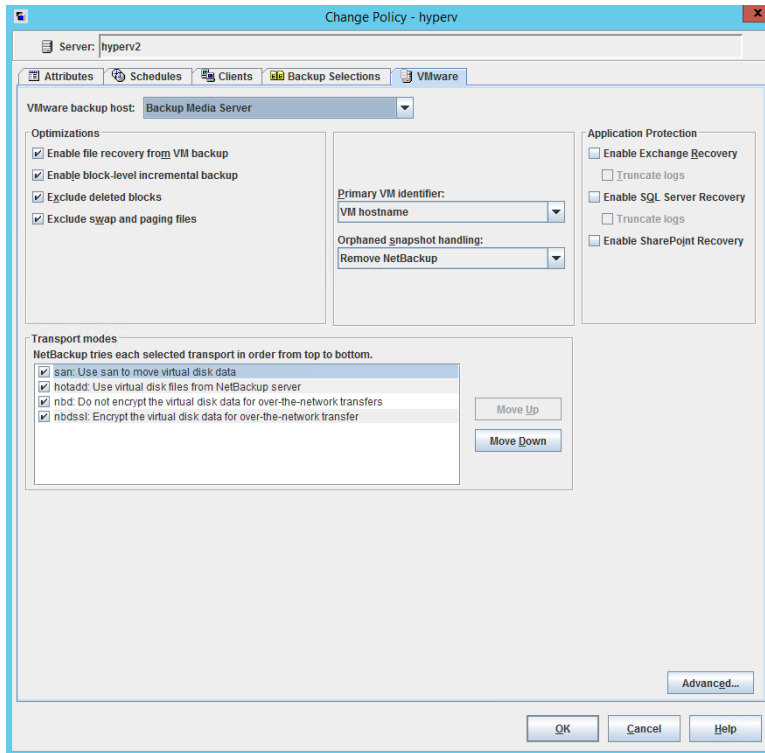 Change Policy - hyperv
x
Server: hyperv2
Attributes Schedules Clients Backup Selections VMware
VMware backup host: Backup Media Server
Optimizations
Enable file recovery from VM backup
Enable block-level incremental backup
Exclude deleted blocks
Exclude swap and paging files
Primary VM identifier:
VM hostname
Orphaned snapshot handling:
Remove NetBackup
Application Protection
Enable Exchange Recovery
Truncate logs
Enable SQL Server Recovery
Truncate logs
Enable SharePoint Recovery
Transport modes
NetBackup tries each selected transport in order from top to bottom.
san: Use san to move virtual disk data
hotadd: Use virtual disk files from NetBackup server
nbd: Do not encrypt the virtual disk data for over-the-network transfers
nbdssl: Encrypt the virtual disk data for over-the-network transfer
Move Up
Move Down
Advanced...
OK Cancel Help